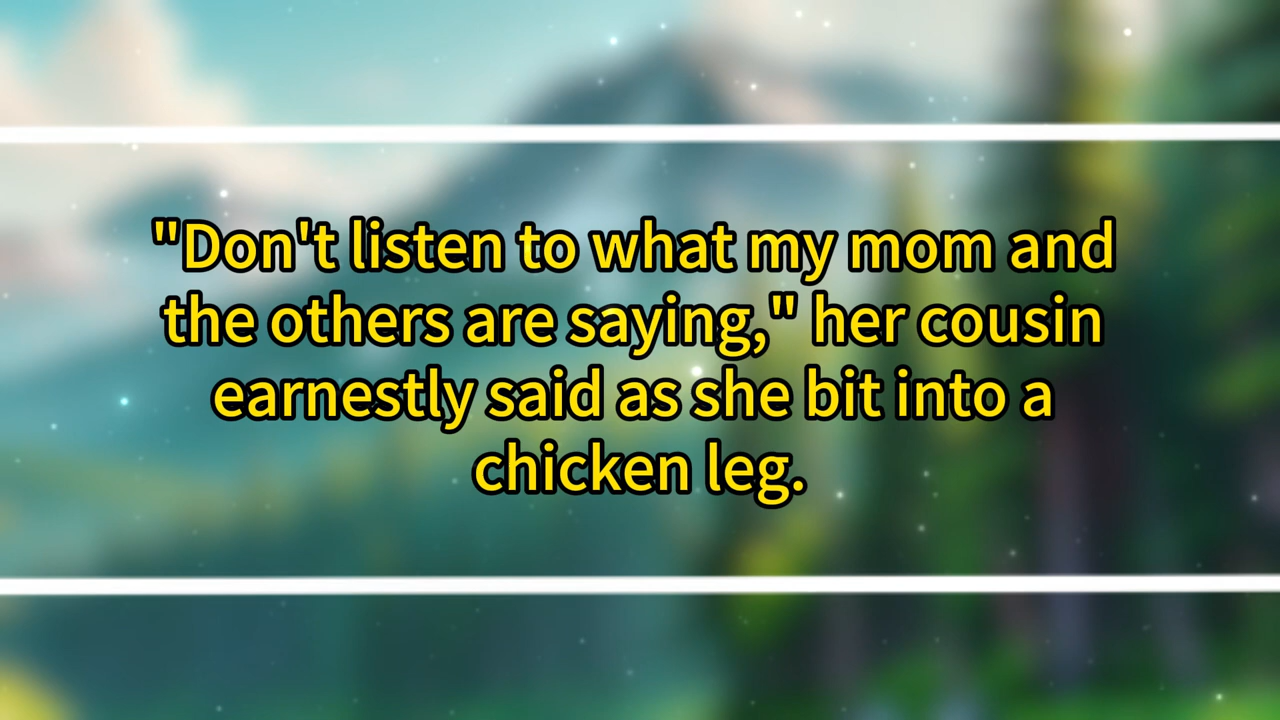 "Don't listen to what my mom and
the others are saying," her cousin
earnestly said as she bit into a
chicken leg.